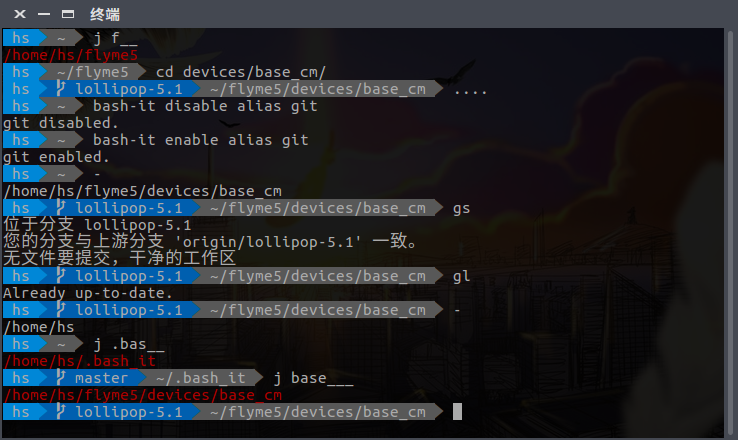 终端
hs ~ j f__
/home/hs/flyme5
hs ~/flyme5 cd devices/base_cm/
hs lollipop-5.1 ~/flyme5/devices/base_cm ....
hs ~ bash-it disable alias git
git disabled.
hs ~ bash-it enable alias git
git enabled.
hs ~ -
/home/hs/flyme5/devices/base_cm
hs lollipop-5.1 ~/flyme5/devices/base_cm gs
位于分支 lollipop-5.1
您的分支与上游分支 'origin/lollipop-5.1' 一致。
无文件要提交，干净的工作区
hs lollipop-5.1 ~/flyme5/devices/base_cm gl
Already up-to-date.
hs lollipop-5.1 ~/flyme5/devices/base_cm -
/home/hs
hs ~ j .bas__
/home/hs/.bash_it
hs master ~/.bash_it j base___
/home/hs/flyme5/devices/base_cm
hs lollipop-5.1 ~/flyme5/devices/base_cm